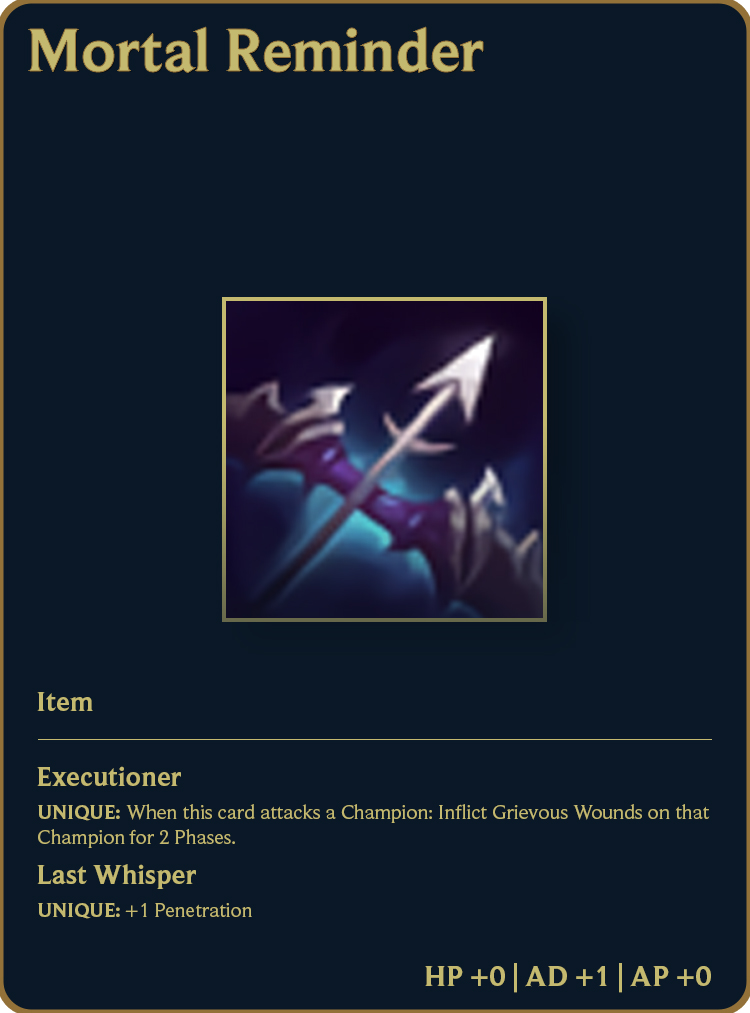 Mortal Reminder
Item
Executioner
UNIQUE: When this card attacks a Champion: Inflict Grievous Wounds on that
Champion for 2 Phases.
Last Whisper
UNIQUE: +1 Penetration
HP +0 | AD +1 | AP +0